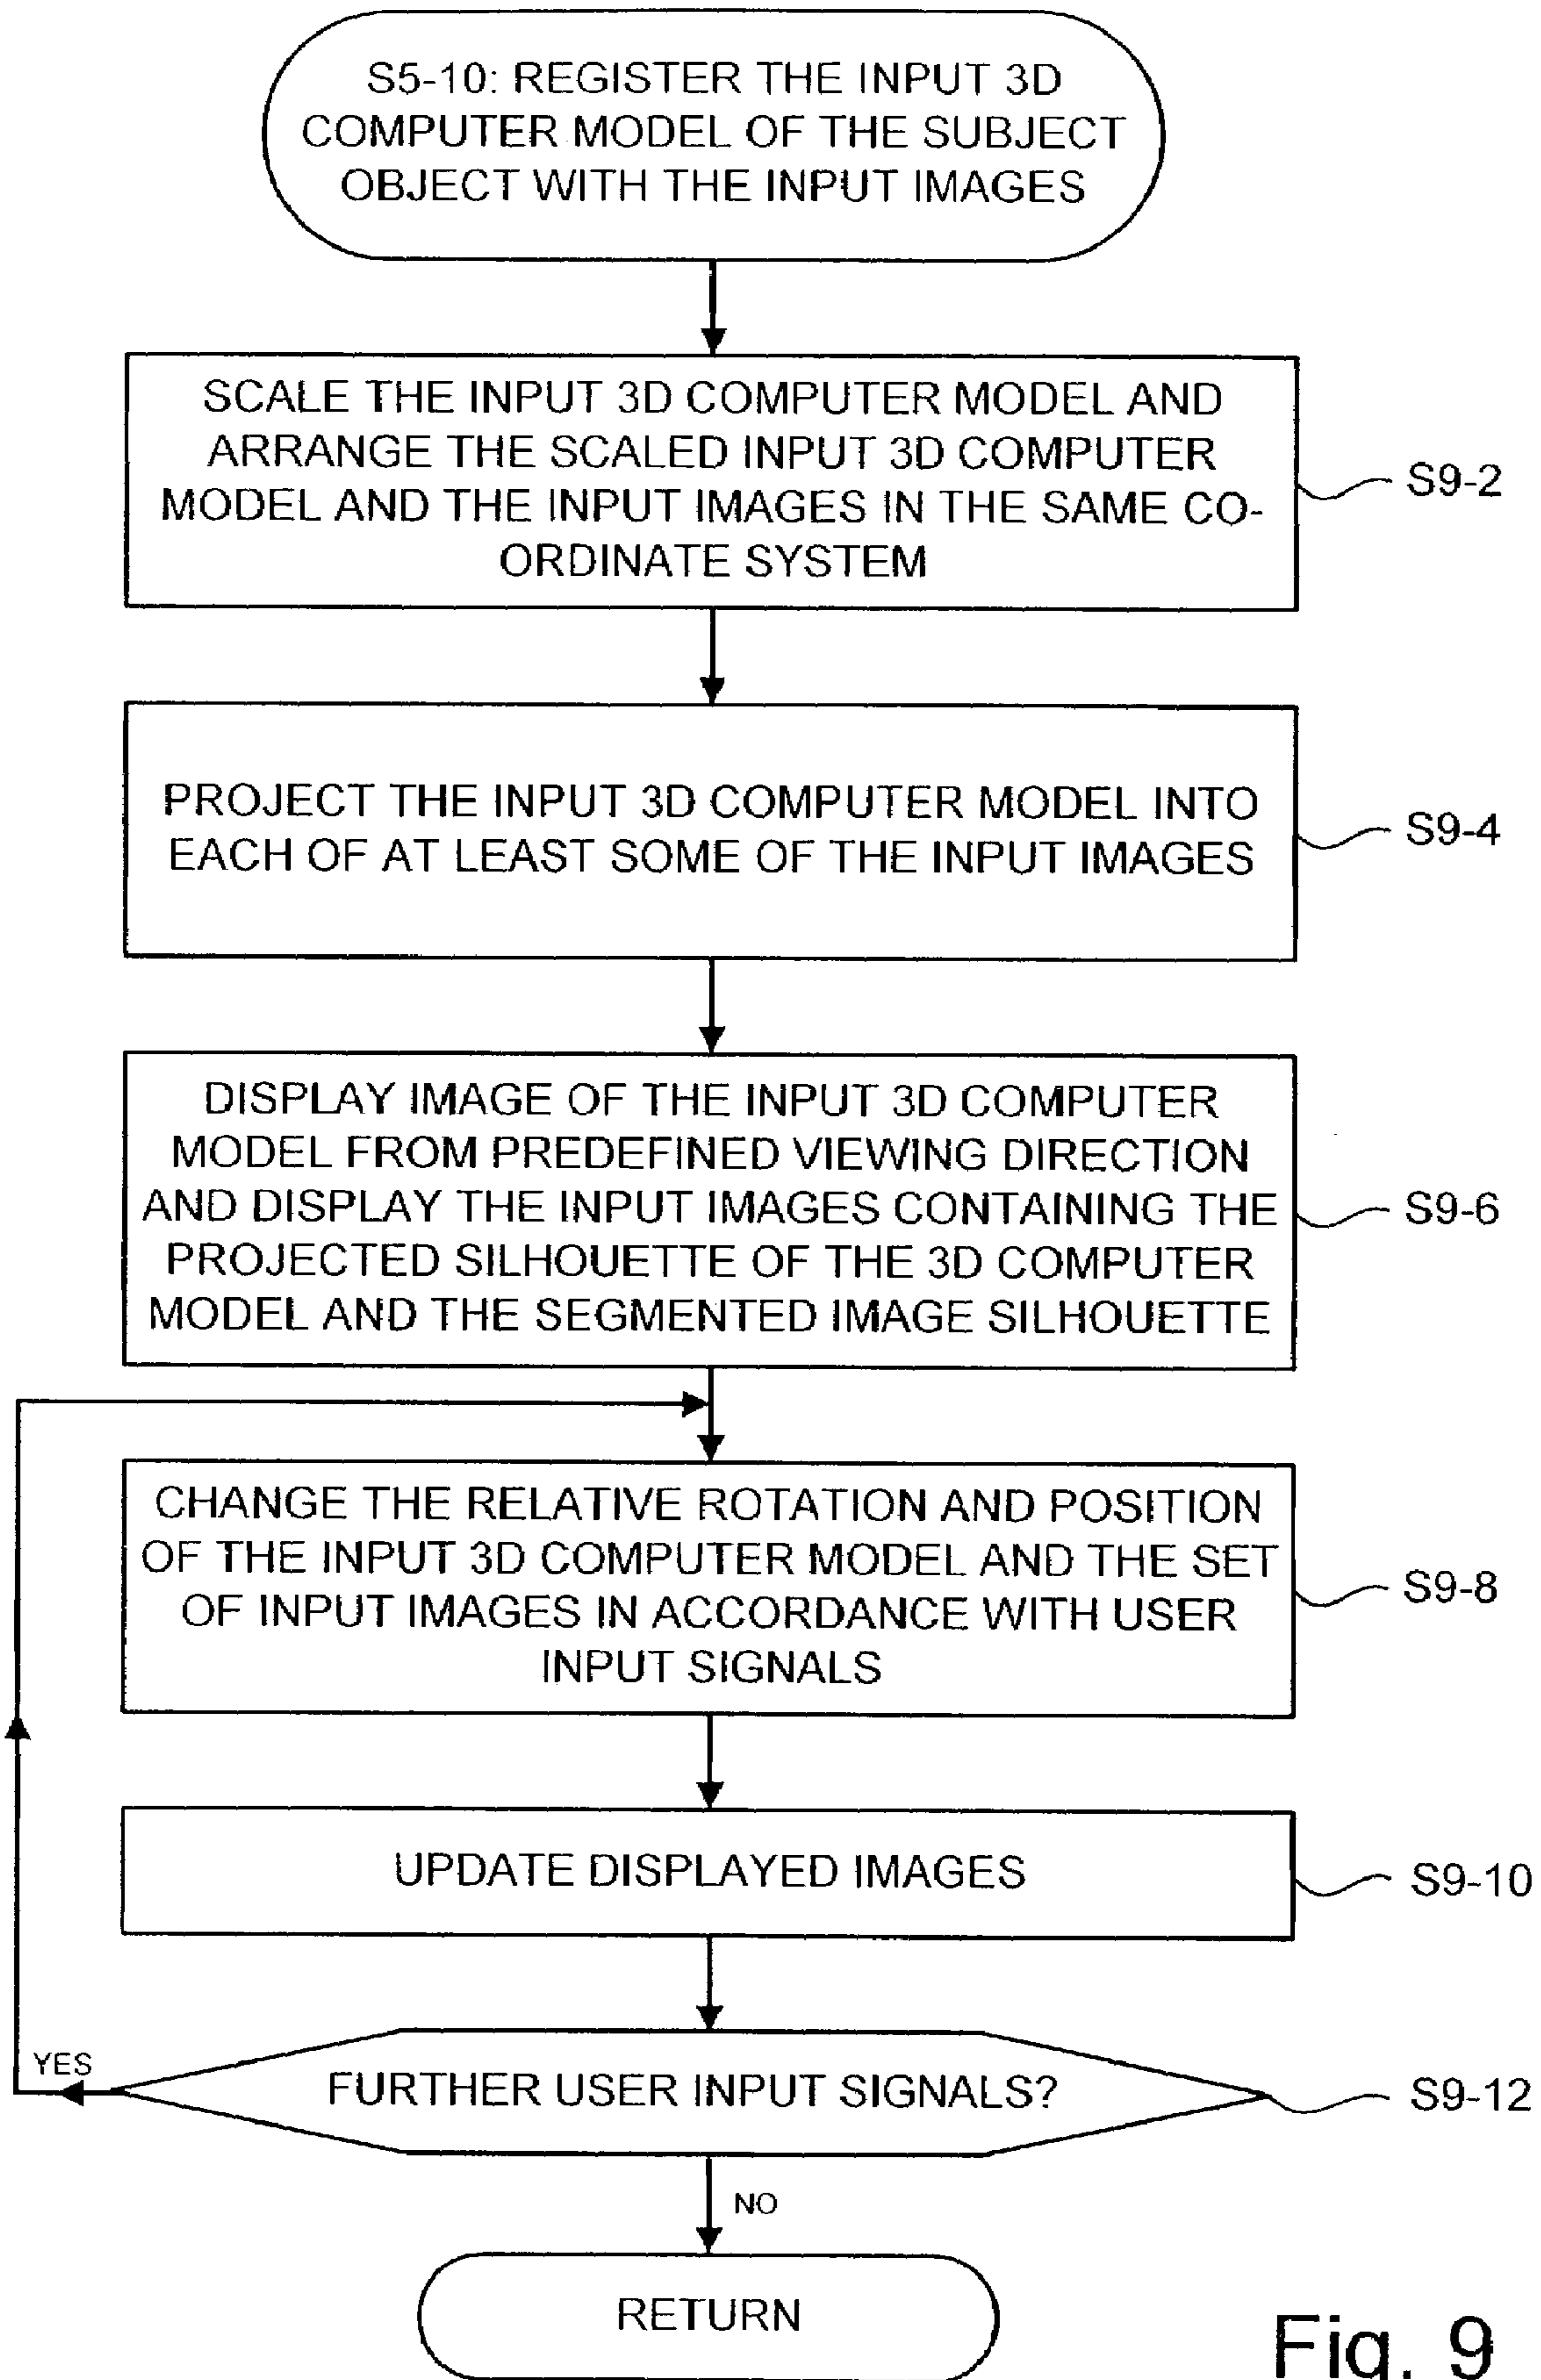 S5-10: REGISTER THE INPUT 3D
COMPUTER MODEL OF THE SUBJECT
OBJECT WITH THE INPUT IMAGES
SCALE THE INPUT 3D COMPUTER MODEL AND
ARRANGE THE SCALED INPUT 3D COMPUTER
MODEL AND THE INPUT IMAGES IN THE SAME CO-
ORDINATE SYSTEM
S9-2
PROJECT THE INPUT 3D COMPUTER MODEL INTO
EACH OF AT LEAST SOME OF THE INPUT IMAGES
S9-4
DISPLAY IMAGE OF THE INPUT 3D COMPUTER
MODEL FROM PREDEFINED VIEWING DIRECTION
AND DISPLAY THE INPUT IMAGES CONTAINING THE
PROJECTED SILHOUETTE OF THE 3D COMPUTER
MODEL AND THE SEGMENTED IMAGE SILHOUETTE
S9-6
CHANGE THE RELATIVE ROTATION AND POSITION
OF THE INPUT 3D COMPUTER MODEL AND THE SET
OF INPUT IMAGES IN ACCORDANCE WITH USER
INPUT SIGNALS
S9-8
UPDATE DISPLAYED IMAGES
S9-10
YES
FURTHER USER INPUT SIGNALS?
S9-12
NO
RETURN
Fig. 9